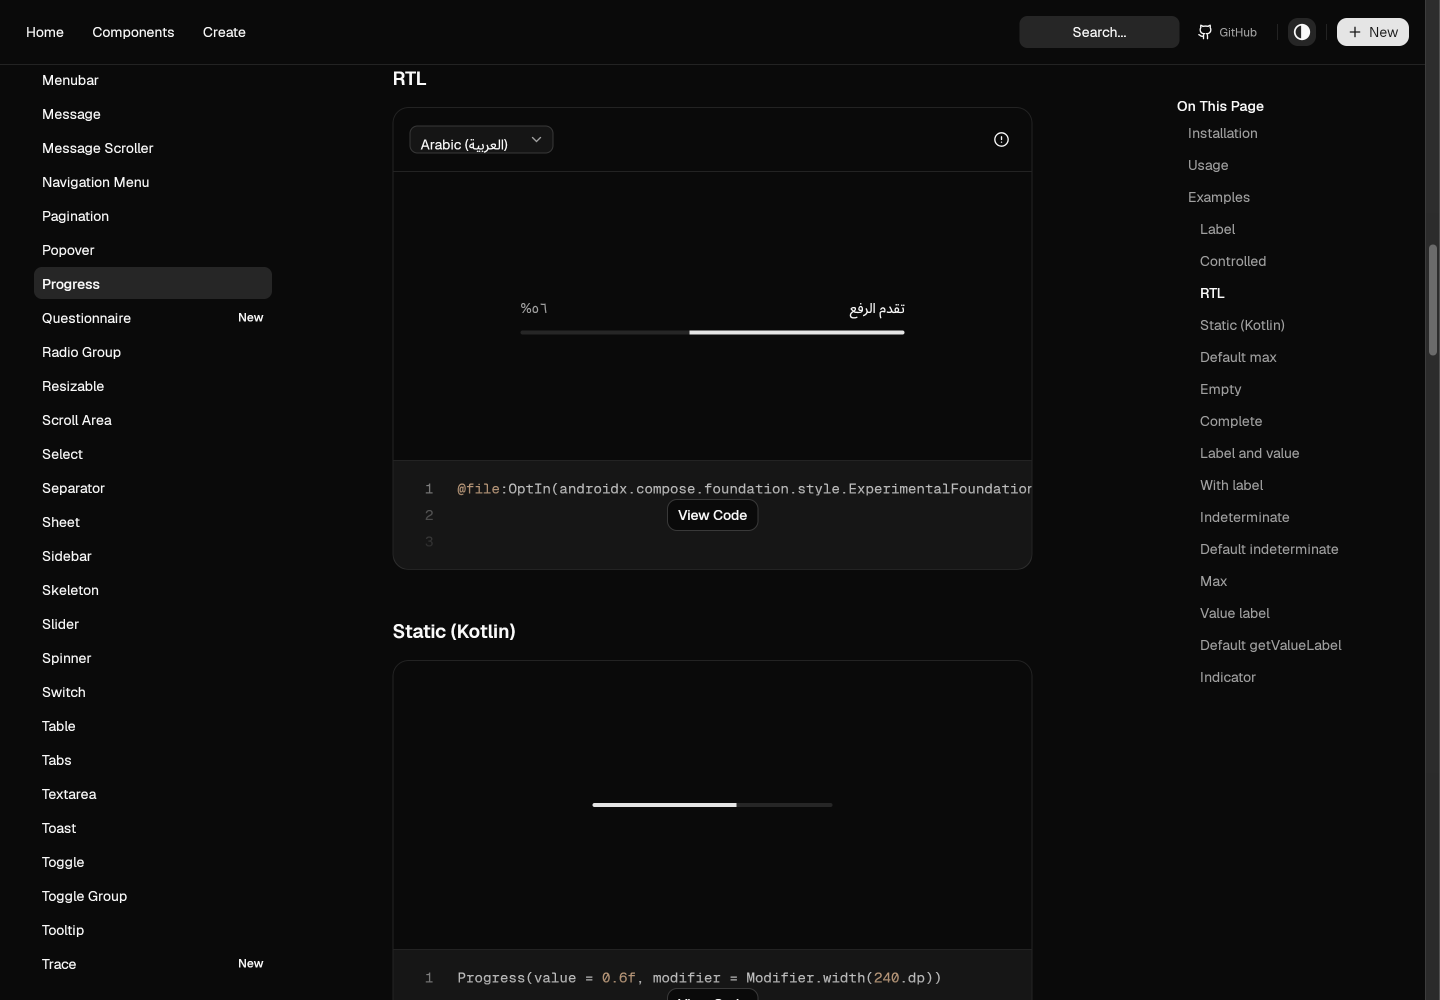 Home
Components
Create
Search...
GitHub
New
Menubar
Message
Message Scroller
Navigation Menu
Pagination
Popover
Progress
Questionnaire New
Radio Group
Resizable
Scroll Area
Select
Separator
Sheet
Sidebar
Skeleton
Slider
Spinner
Switch
Table
Tabs
Textarea
Toast
Toggle
Toggle Group
Tooltip
Trace New
RTL
Arabic (العربية)
تقدم الرفع
%٥٦
1 @file:OptIn(androidx.compose.foundation.style.ExperimentalFoundation
2
View Code
3
Static (Kotlin)
1 Progress(value = 0.6f, modifier = Modifier.width(240.dp))
On This Page
Installation
Usage
Examples
Label
Controlled
RTL
Static (Kotlin)
Default max
Empty
Complete
Label and value
With label
Indeterminate
Default indeterminate
Max
Value label
Default getValueLabel
Indicator